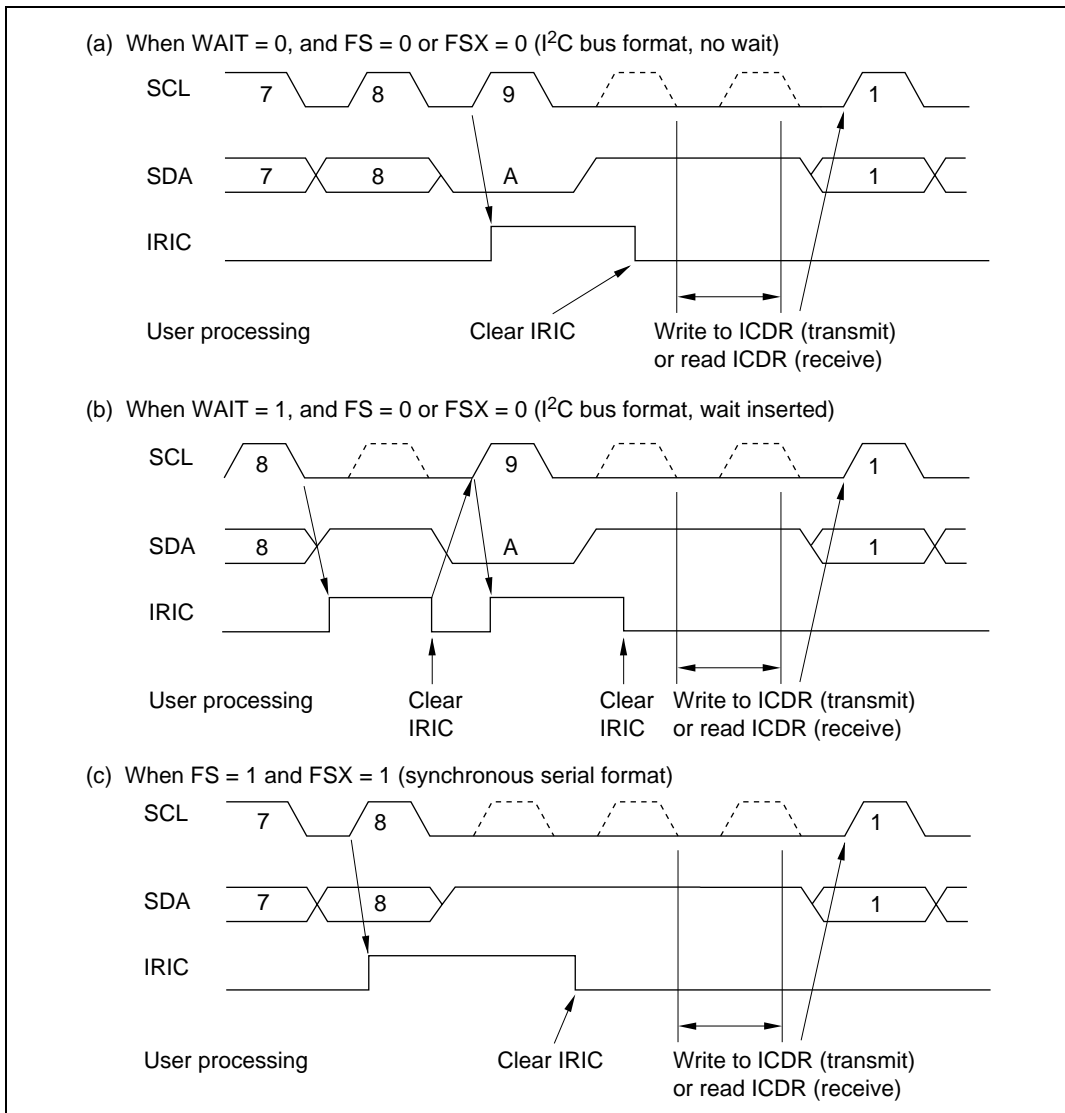 (a) When WAIT = 0, and FS = 0 or FSX = 0 (I²C bus format, no wait)
SCL 7 8 9 1
SDA 7 8 A 1
IRIC
User processing Clear IRIC Write to ICDR (transmit)
or read ICDR (receive)
(b) When WAIT = 1, and FS = 0 or FSX = 0 (I²C bus format, wait inserted)
SCL 8 9 1
SDA 8 A 1
IRIC
User processing Clear Clear Write to ICDR (transmit)
IRIC IRIC or read ICDR (receive)
(c) When FS = 1 and FSX = 1 (synchronous serial format)
SCL 7 8 1
SDA 7 8 1
IRIC
User processing Clear IRIC Write to ICDR (transmit)
or read ICDR (receive)